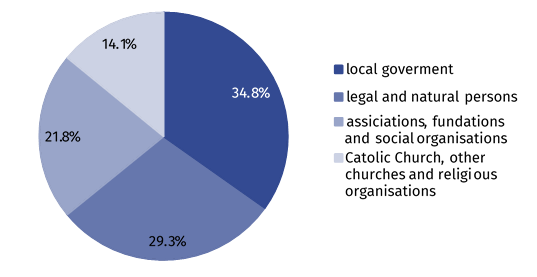 14.1%
34.8%
21.8%
29.3%
local goverment
legal and natural persons
assiciations, fundations
and social organisations
Catolic Church, other
churches and religious
organisations